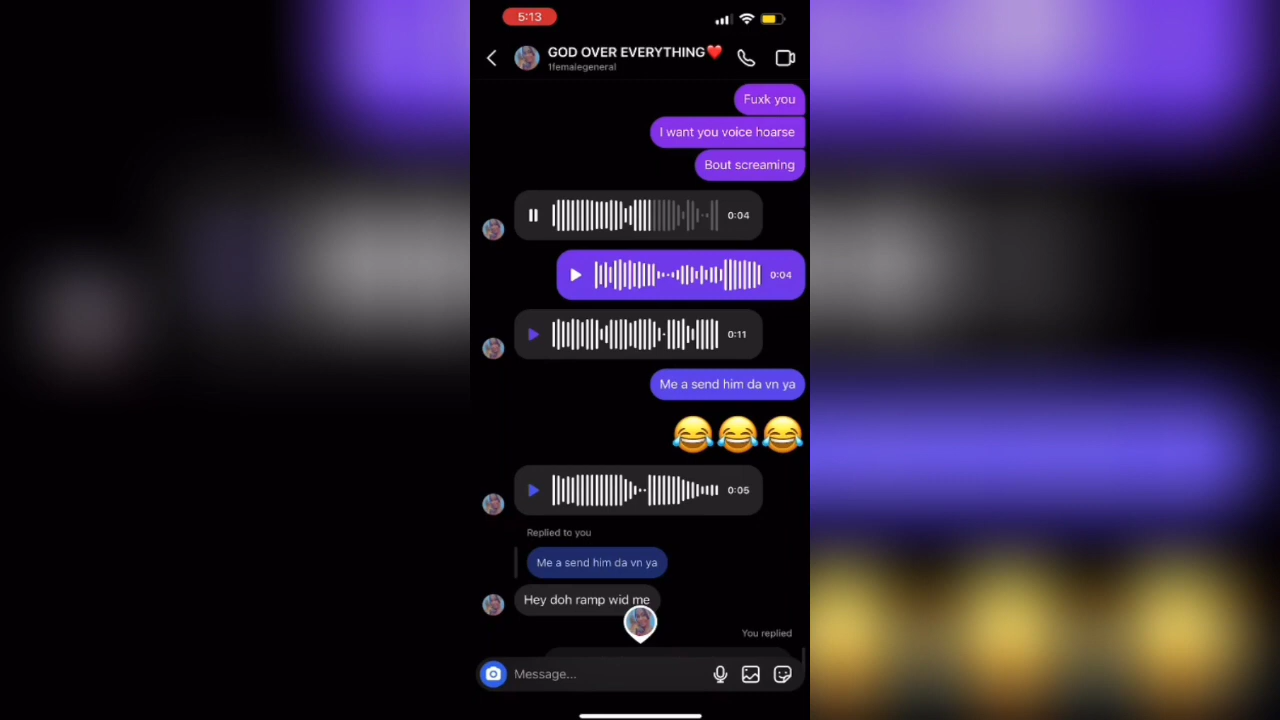 5:13
GOD OVER EVERYTHING❤️
1femalegeneral
Fuxk you
I want you voice hoarse
Bout screaming
0:04
0:04
0:11
Me a send him da vn ya
😂😂😂
0:05
Replied to you
Me a send him da vn ya
Hey doh ramp wid me
You replied
Message...